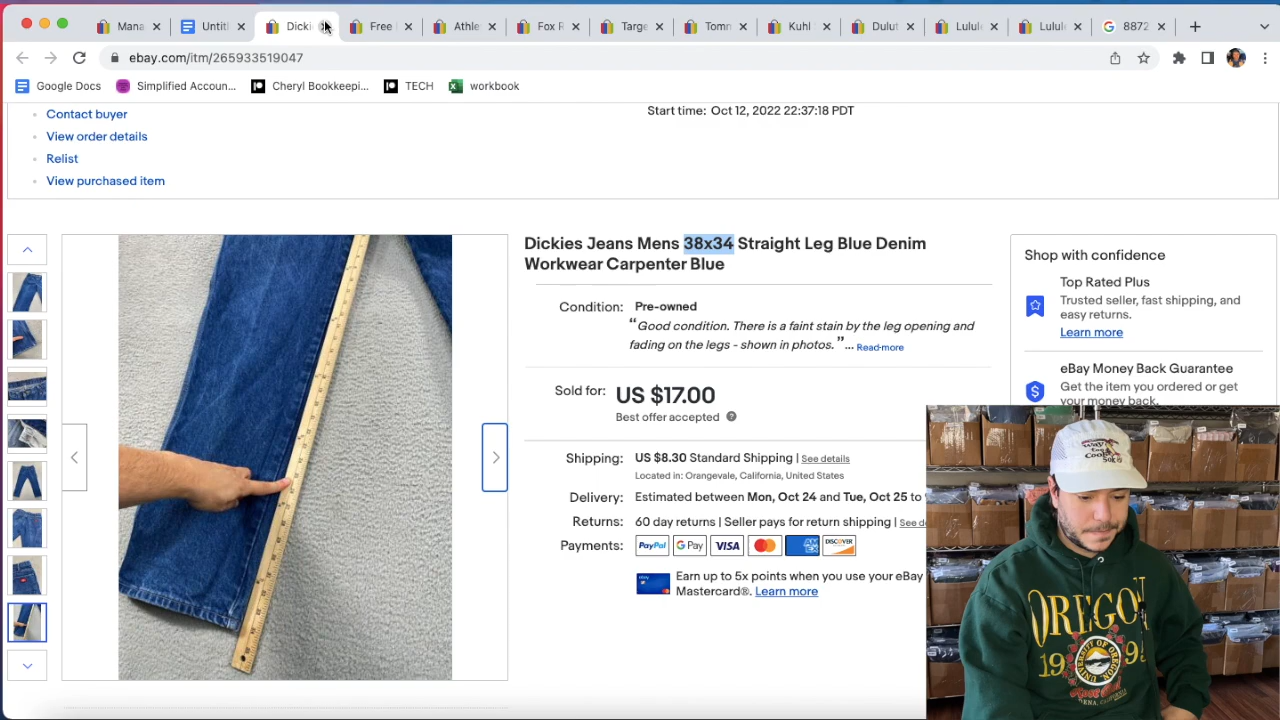 Mana
Untitl
Dicki
Free
Athle
Fox R
Targe
Tomm
Kuhl
Dulut
Lulule
Lulule
8872
ebay.com/itm/265933519047
Google Docs
Simplified Accoun...
Cheryl Bookkeepi...
TECH
workbook
Contact buyer
View order details
Relist
View purchased item
Start time: Oct 12, 2022 22:37:18 PDT
Dickies Jeans Mens 38x34 Straight Leg Blue Denim
Workwear Carpenter Blue
Condition: Pre-owned
“Good condition. There is a faint stain by the leg opening and
fading on the legs - shown in photos. ”... Read more
Sold for: US $17.00
Best offer accepted
Shipping: US $8.30 Standard Shipping | See details
Located in: Orangevale, California, United States
Delivery: Estimated between Mon, Oct 24 and Tue, Oct 25 to
Returns: 60 day returns | Seller pays for return shipping | See de
Payments: PayPal G Pay VISA DISCOVER
Earn up to 5x points when you use your eBay
Mastercard®. Learn more
Shop with confidence
Top Rated Plus
Trusted seller, fast shipping, and
easy returns.
Learn more
eBay Money Back Guarantee
Get the item you ordered or get
your money back.
OREGON